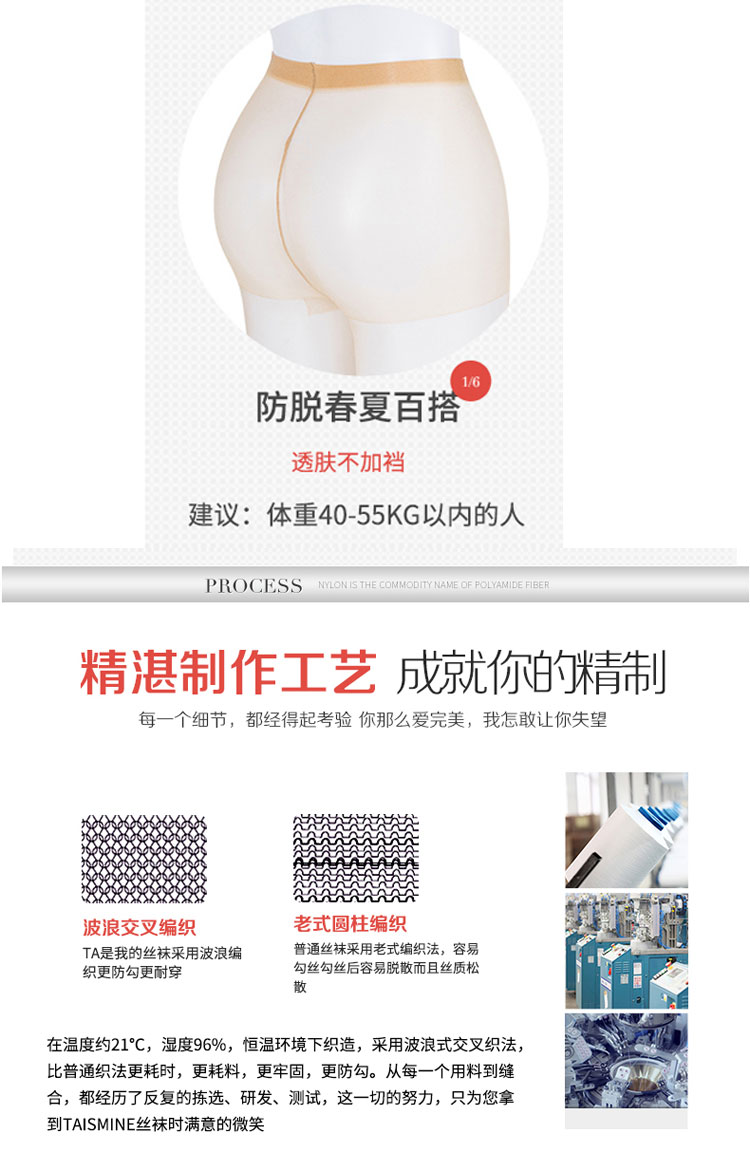 1/6
防脱春夏百搭
透肤不加裆
建议：体重40-55KG以内的人
PROCESS NYLON IS THE COMMODITY NAME OF POLYAMIDE FIBER
精湛制作工艺 成就你的精制
每一个细节，都经得起考验 你那么爱完美，我怎敢让你失望
波浪交叉编织
TA是我的丝袜采用波浪编
织更防勾更耐穿
老式圆柱编织
普通丝袜采用老式编织法，容易
勾丝勾丝后容易脱散而且丝质松
散
在温度约21℃，湿度96%，恒温环境下织造，采用波浪式交叉织法，
比普通织法更耗时，更耗料，更牢固，更防勾。从每一个用料到缝
合，都经历了反复的拣选、研发、测试，这一切的努力，只为您拿
到TAISMINE丝袜时满意的微笑